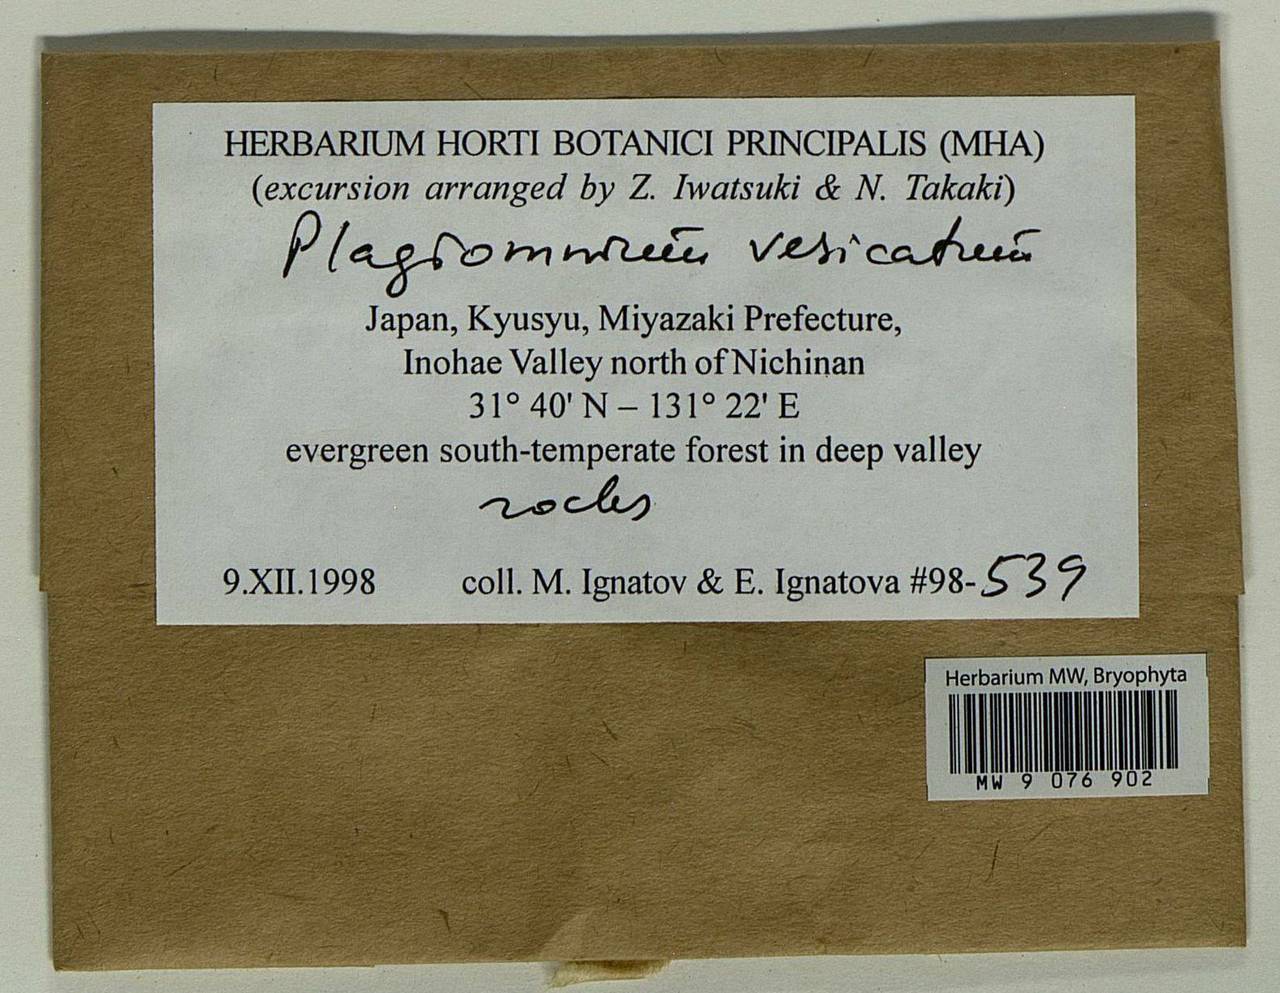 HERBARIUM HORTI BOTANICI PRINCIPALIS (MHA)
(excursion arranged by Z. Iwatsuki & N. Takaki)
Plagiomnium vesicatum
Japan, Kyusyu, Miyazaki Prefecture,
Inohae Valley north of Nichinan
31° 40' N – 131° 22' E
evergreen south-temperate forest in deep valley
rocks
9.XII.1998 coll. M. Ignatov & E. Ignatova #98-539
Herbarium MW, Bryophyta
MW 9 076 902